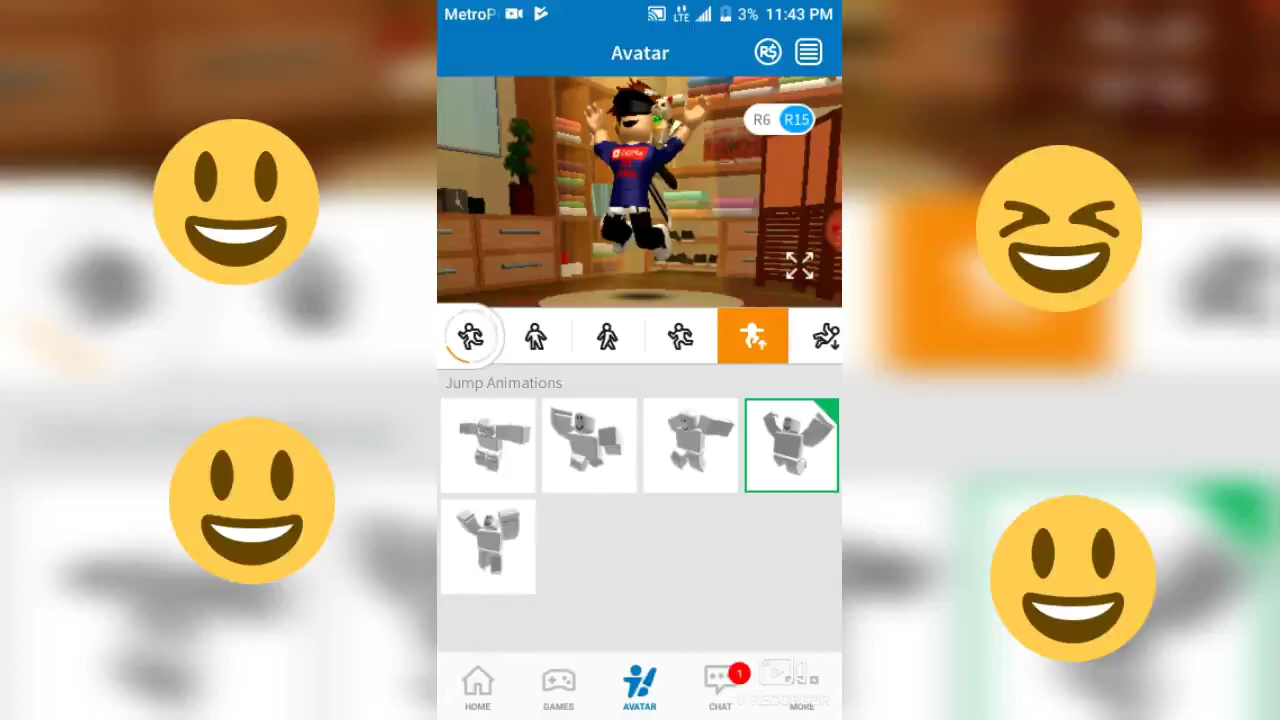 MetroP LTE 3% 11:43 PM
Avatar R$
R6 R15
Jump Animations
1
HOME GAMES AVATAR CHAT MORE